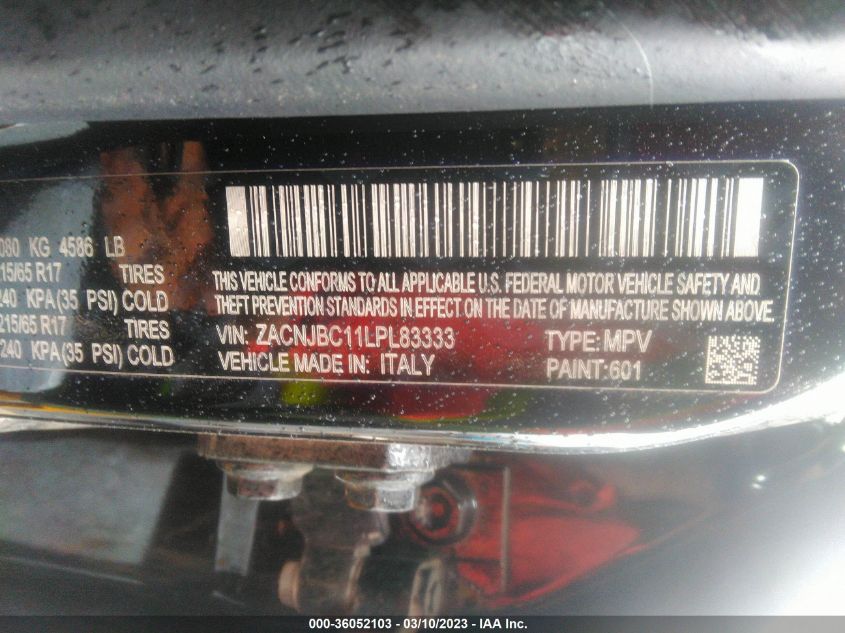 080 KG 4586 LB
215/65 R17 TIRES
240 KPA(35 PSI) COLD
215/65 R17 TIRES
240 KPA(35 PSI) COLD
THIS VEHICLE CONFORMS TO ALL APPLICABLE U.S. FEDERAL MOTOR VEHICLE SAFETY AND
THEFT PREVENTION STANDARDS IN EFFECT ON THE DATE OF MANUFACTURE SHOWN ABOVE.
VIN: ZACNJBC11LPL83333 TYPE: MPV
VEHICLE MADE IN: ITALY PAINT:601
000-36052103 - 03/10/2023 - IAA Inc.